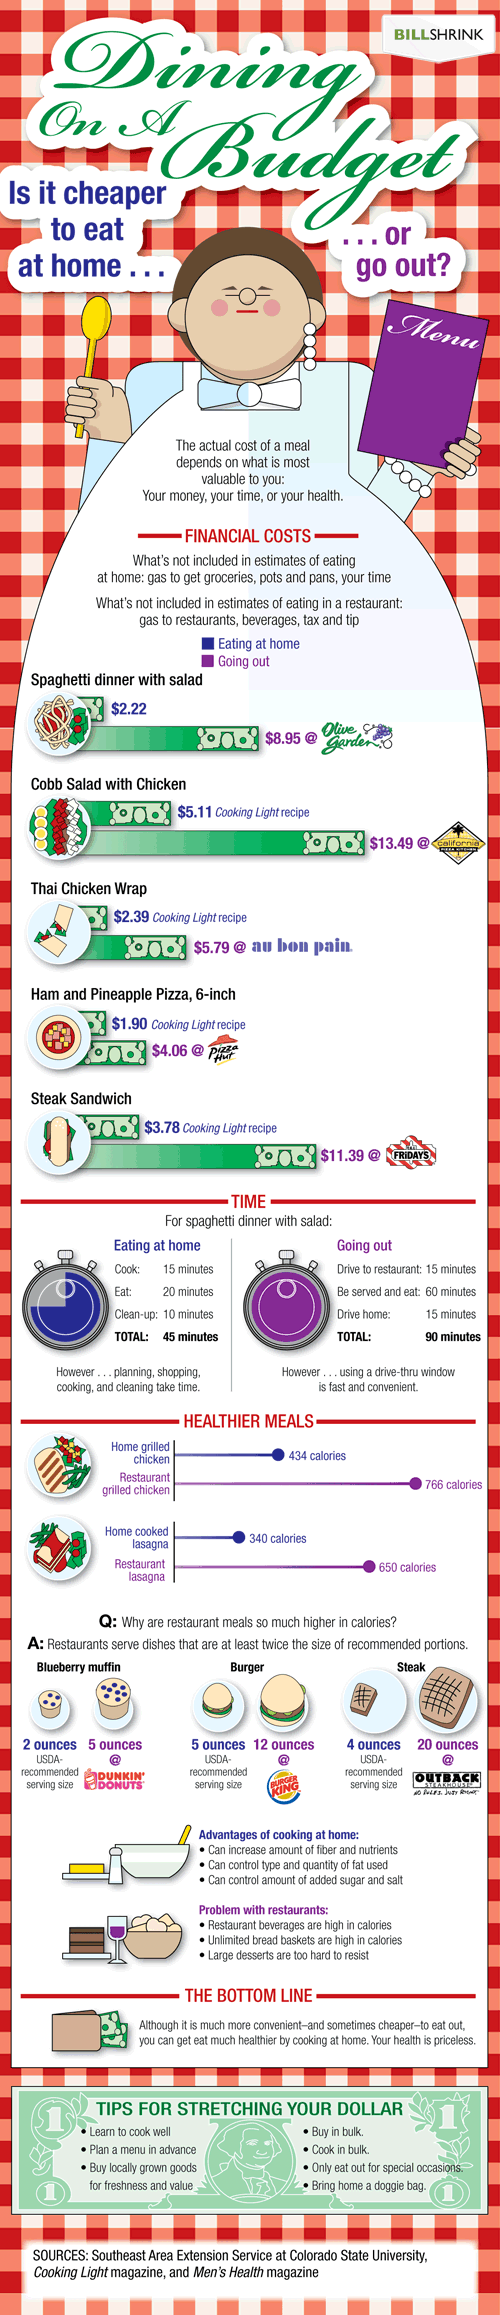 BILLSHRINK
Dining
On A
Budget
Is it cheaper
to eat
at home . . .
. . . or
go out?
Menu
The actual cost of a meal
depends on what is most
valuable to you:
Your money, your time, or your health.
FINANCIAL COSTS
What's not included in estimates of eating
at home: gas to get groceries, pots and pans, your time
What's not included in estimates of eating in a restaurant:
gas to restaurants, beverages, tax and tip
Eating at home
Going out
Spaghetti dinner with salad
$2.22
$8.95 @ Olive Garden
Cobb Salad with Chicken
$5.11 Cooking Light recipe
$13.49 @ california PIZZA KITCHEN
Thai Chicken Wrap
$2.39 Cooking Light recipe
$5.79 @ au bon pain.
Ham and Pineapple Pizza, 6-inch
$1.90 Cooking Light recipe
$4.06 @ Pizza Hut
Steak Sandwich
$3.78 Cooking Light recipe
$11.39 @ FRiDAYS
TIME
For spaghetti dinner with salad:
Eating at home
Cook: 15 minutes
Eat: 20 minutes
Clean-up: 10 minutes
TOTAL: 45 minutes
However . . . planning, shopping,
cooking, and cleaning take time.
Going out
Drive to restaurant: 15 minutes
Be served and eat: 60 minutes
Drive home: 15 minutes
TOTAL: 90 minutes
However . . . using a drive-thru window
is fast and convenient.
HEALTHIER MEALS
Home grilled
chicken
434 calories
Restaurant
grilled chicken
766 calories
Home cooked
lasagna
340 calories
Restaurant
lasagna
650 calories
Q: Why are restaurant meals so much higher in calories?
A: Restaurants serve dishes that are at least twice the size of recommended portions.
Blueberry muffin
2 ounces
USDA-
recommended
serving size
5 ounces
@
DUNKIN'
DONUTS
Burger
5 ounces
USDA-
recommended
serving size
12 ounces
@
BURGER
KING
Steak
4 ounces
USDA-
recommended
serving size
20 ounces
@
OUTBACK
STEAKHOUSE
NO RULES. JUST RIGHT.
Advantages of cooking at home:
• Can increase amount of fiber and nutrients
• Can control type and quantity of fat used
• Can control amount of added sugar and salt
Problem with restaurants:
• Restaurant beverages are high in calories
• Unlimited bread baskets are high in calories
• Large desserts are too hard to resist
THE BOTTOM LINE
Although it is much more convenient–and sometimes cheaper–to eat out,
you can get eat much healthier by cooking at home. Your health is priceless.
TIPS FOR STRETCHING YOUR DOLLAR
1
1
• Learn to cook well
• Plan a menu in advance
• Buy locally grown goods
for freshness and value
• Buy in bulk.
• Cook in bulk.
• Only eat out for special occasions.
• Bring home a doggie bag.
1
1
SOURCES: Southeast Area Extension Service at Colorado State University,
Cooking Light magazine, and Men's Health magazine